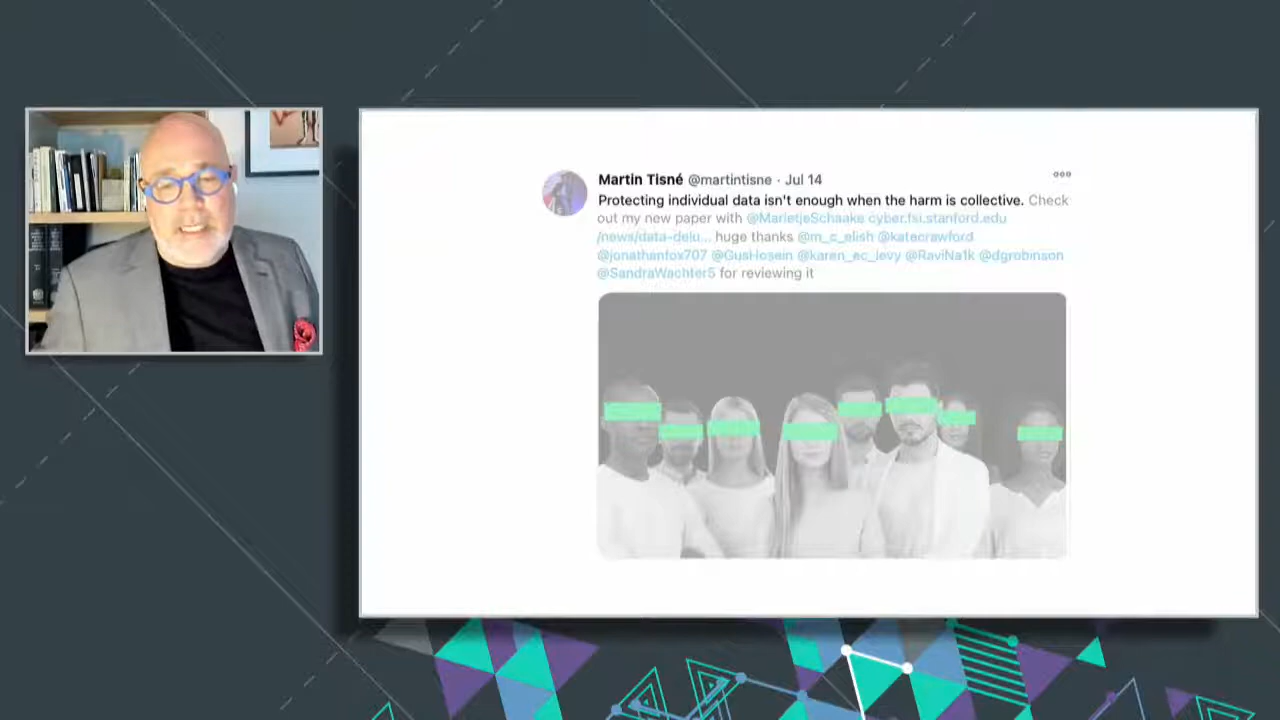 Martin Tisné @martintisne · Jul 14
Protecting individual data isn't enough when the harm is collective. Check
out my new paper with @MarietjeSchaake cyber.fsi.stanford.edu
/news/data-delu... huge thanks @m_c_elish @katecrawford
@jonathanfox707 @GusHosein @karen_ec_levy @RaviNa1k @dgrobinson
@SandraWachter5 for reviewing it